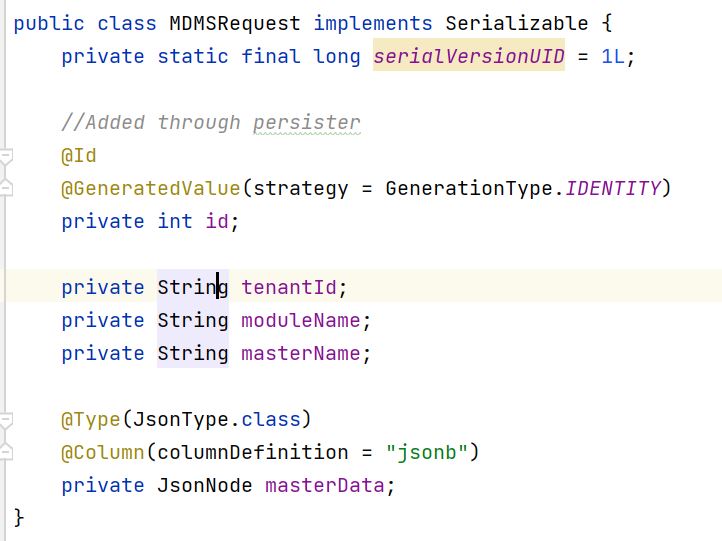 public class MDMSRequest implements Serializable {
    private static final long serialVersionUID = 1L;
    //Added through persister
    @Id
    @GeneratedValue(strategy = GenerationType.IDENTITY)
    private int id;
    private String tenantId;
    private String moduleName;
    private String masterName;
    @Type(JsonType.class)
    @Column(columnDefinition = "jsonb")
    private JsonNode masterData;
}